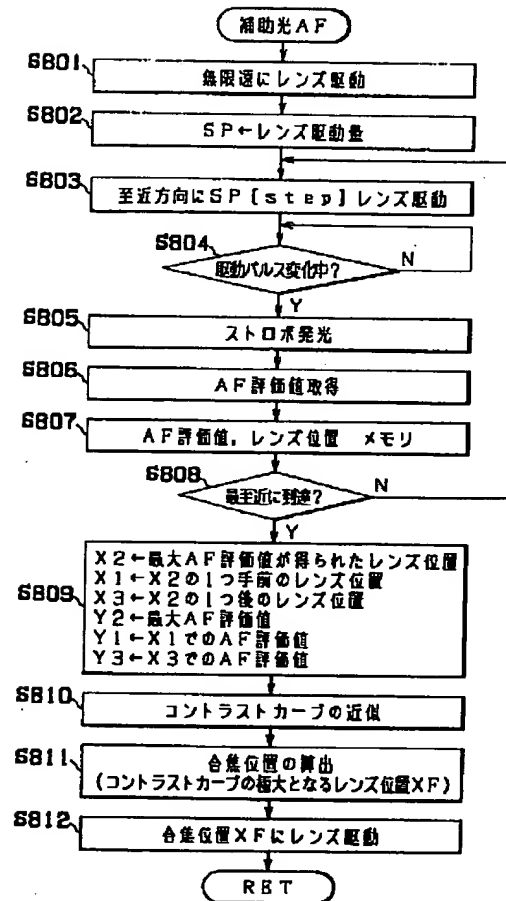 補助光AF
S801
無限遠にレンズ駆動
S802
SP←レンズ駆動量
S803
至近方向にSP[step]レンズ駆動
S804
駆動パルス変化中?
N
Y
S805
ストロボ発光
S806
AF評価値取得
S807
AF評価値,レンズ位置 メモリ
S808
最至近に到達?
N
Y
S809
X2←最大AF評価値が得られたレンズ位置
X1←X2の1つ手前のレンズ位置
X3←X2の1つ後のレンズ位置
Y2←最大AF評価値
Y1←X1でのAF評価値
Y3←X3でのAF評価値
S810
コントラストカーブの近似
S811
合焦位置の算出
(コントラストカーブの極大となるレンズ位置XF)
S812
合焦位置XFにレンズ駆動
RET